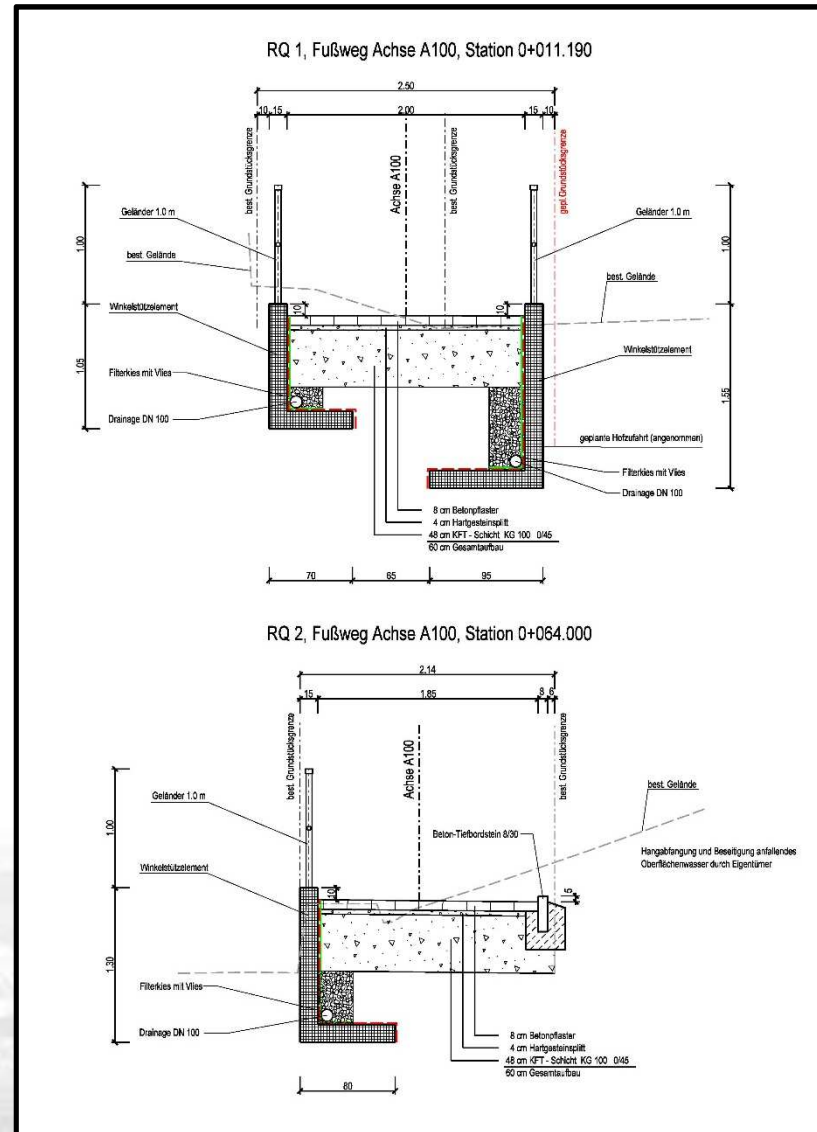 RQ 1, Fußweg Achse A100, Station 0+011.190
2.50
10 15 2.00 15 10
best. Grundstücksgrenze
Achse A100
best. Grundstücksgrenze
gepl. Grundstücksgrenze
Geländer 1.0 m
Geländer 1.0 m
1.00
1.00
best. Gelände
best. Gelände
10
10
Winkelstützelement
Winkelstützelement
1.05
1.55
Filterkies mit Vlies
Drainage DN 100
geplante Hofzufahrt (angenommen)
Filterkies mit Vlies
Drainage DN 100
8 cm Betonpflaster
4 cm Hartgesteinsplitt
48 cm KFT - Schicht KG 100 0/45
60 cm Gesamtaufbau
70 65 95
RQ 2, Fußweg Achse A100, Station 0+064.000
2.14
15 1.85 8 6
best. Grundstücksgrenze
Achse A100
best. Grundstücksgrenze
Geländer 1.0 m
1.00
best. Gelände
Beton-Tiefbordstein 8/30
Hangabfangung und Beseitigung anfallendes
Oberflächenwasser durch Eigentümer
Winkelstützelement
10
5
1.30
Filterkies mit Vlies
Drainage DN 100
8 cm Betonpflaster
4 cm Hartgesteinsplitt
48 cm KFT - Schicht KG 100 0/45
60 cm Gesamtaufbau
80